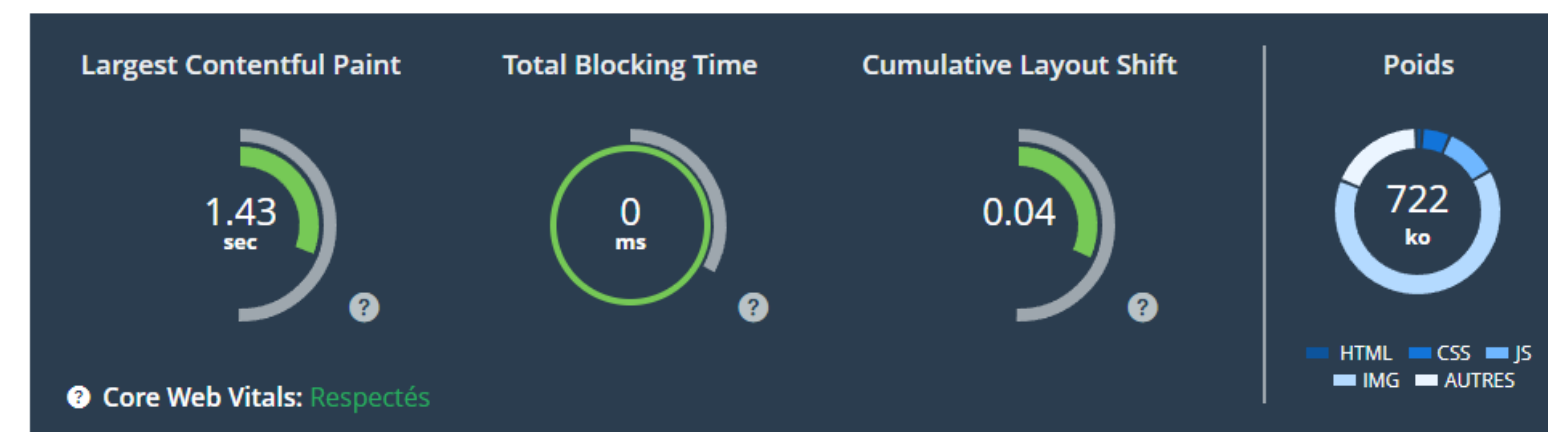 Largest Contentful Paint
Total Blocking Time
Cumulative Layout Shift
Poids
1.43
sec
?
0
ms
?
0.04
?
722
ko
HTML CSS JS
IMG AUTRES
? Core Web Vitals: Respectés